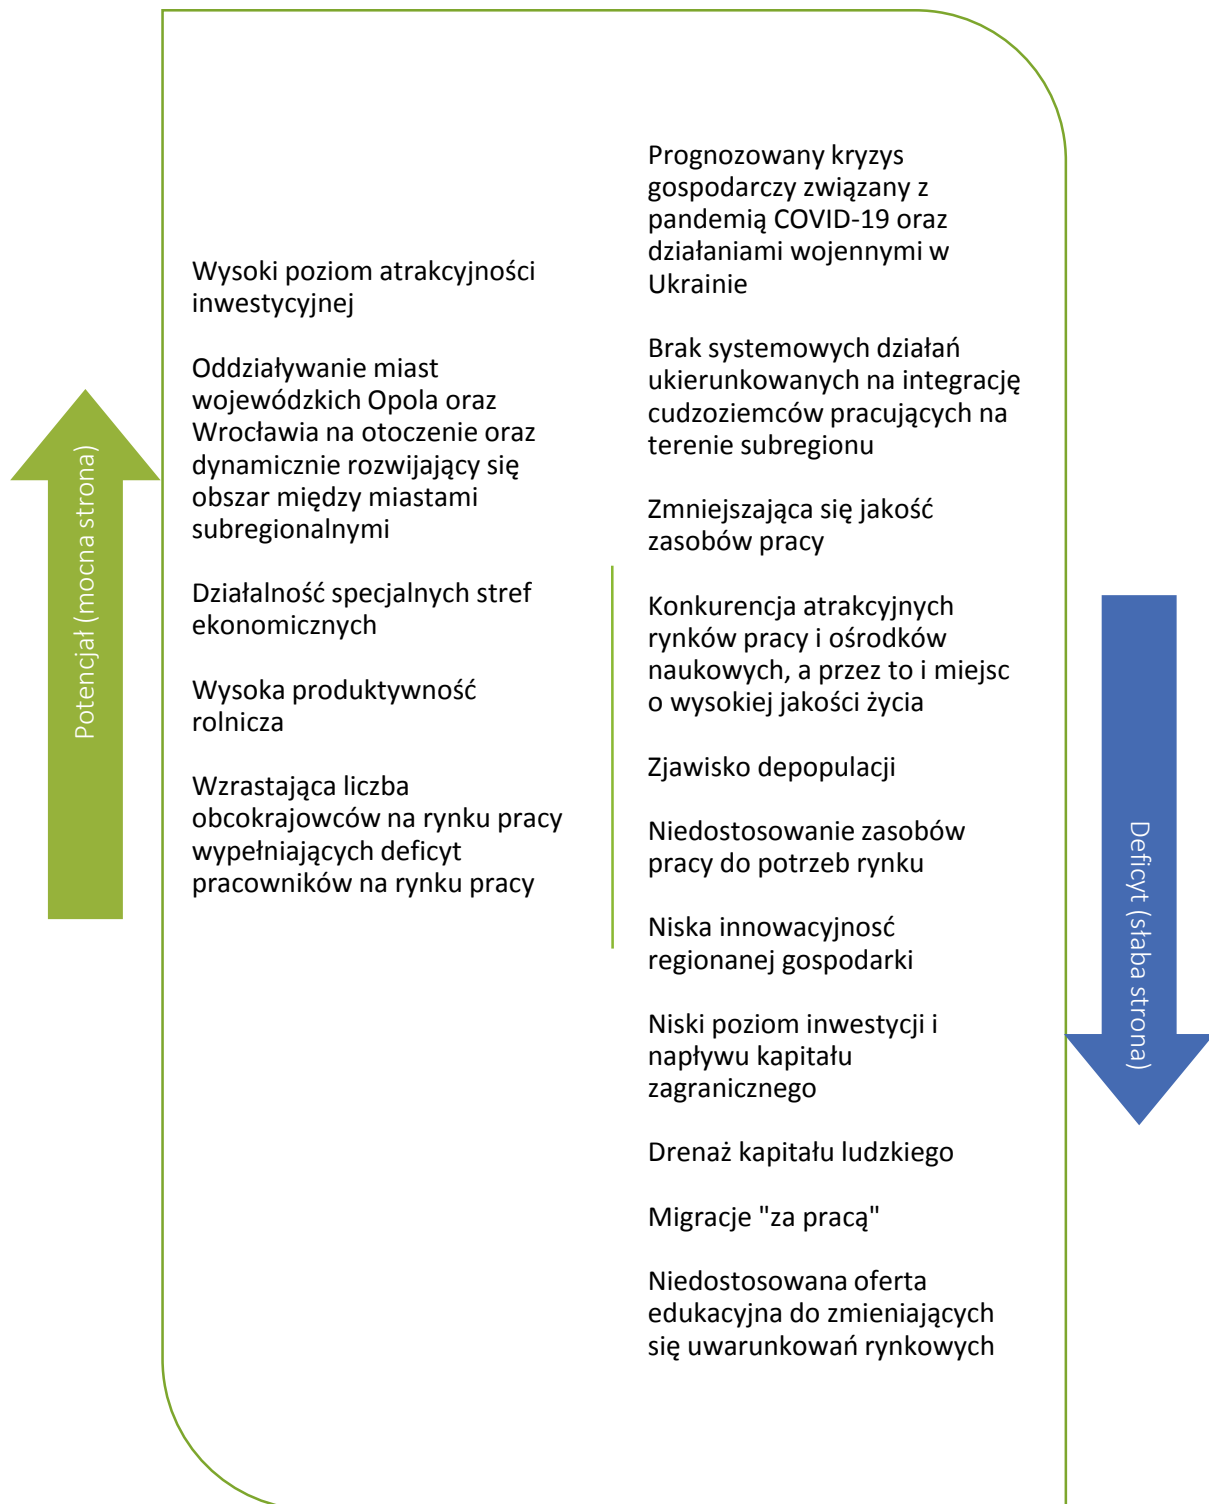 Potencjał (mocna strona)
Wysoki poziom atrakcyjności
inwestycyjnej
Oddziaływanie miast
wojewódzkich Opola oraz
Wrocławia na otoczenie oraz
dynamicznie rozwijający się
obszar między miastami
subregionalnymi
Działalność specjalnych stref
ekonomicznych
Wysoka produktywność
rolnicza
Wzrastająca liczba
obcokrajowców na rynku pracy
wypełniających deficyt
pracowników na rynku pracy
Prognozowany kryzys
gospodarczy związany z
pandemią COVID-19 oraz
działaniami wojennymi w
Ukrainie
Brak systemowych działań
ukierunkowanych na integrację
cudzoziemców pracujących na
terenie subregionu
Zmniejszająca się jakość
zasobów pracy
Konkurencja atrakcyjnych
rynków pracy i ośrodków
naukowych, a przez to i miejsc
o wysokiej jakości życia
Zjawisko depopulacji
Niedostosowanie zasobów
pracy do potrzeb rynku
Niska innowacyjnosć
regionanej gospodarki
Niski poziom inwestycji i
napływu kapitału
zagranicznego
Drenaż kapitału ludzkiego
Migracje "za pracą"
Niedostosowana oferta
edukacyjna do zmieniających
się uwarunkowań rynkowych
Deficyt (słaba strona)